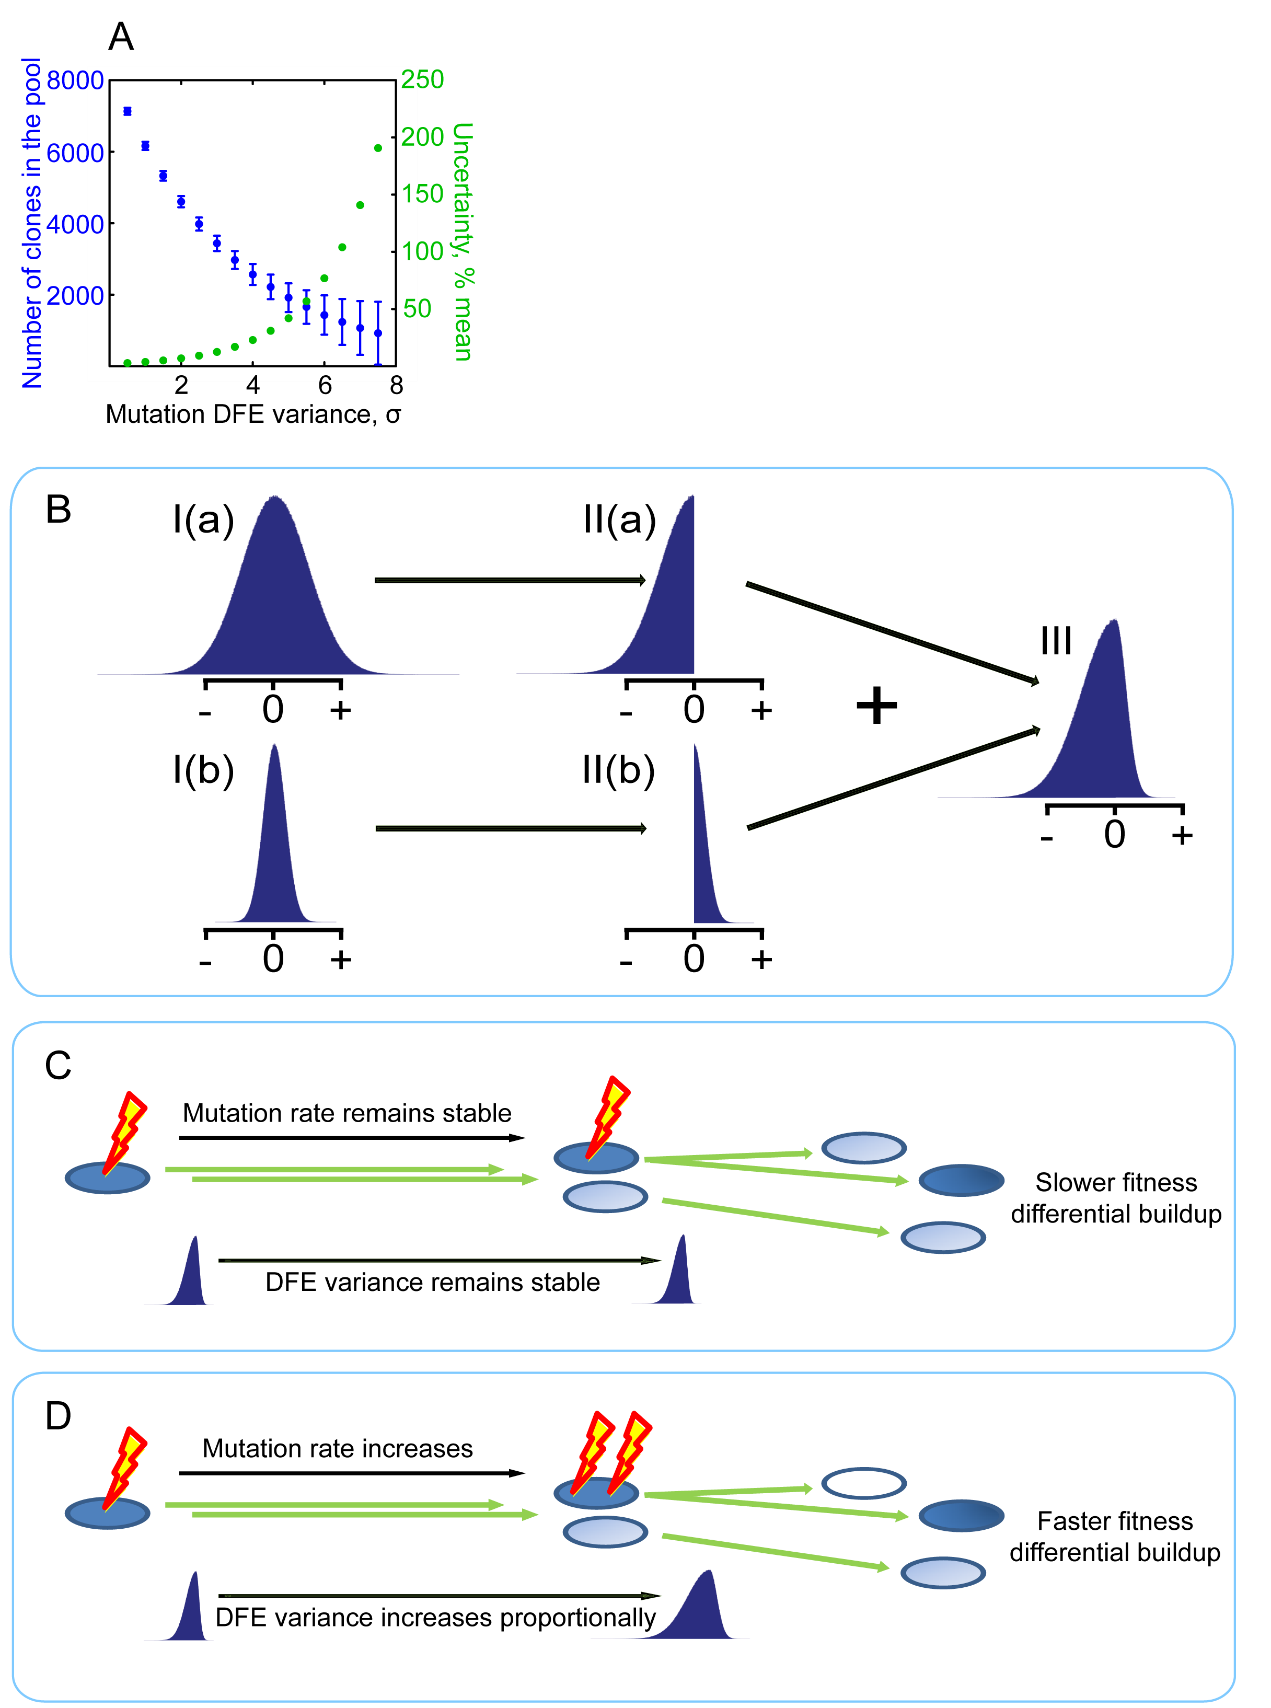 A
Number of clones in the pool
8000
6000
4000
2000
250
200
150
100
50
Uncertainty, % mean
2 4 6 8
Mutation DFE variance, σ
B
I(a)
II(a)
- 0 +
- 0 +
III
+
I(b)
II(b)
- 0 +
- 0 +
- 0 +
C
Mutation rate remains stable
Slower fitness
differential buildup
DFE variance remains stable
D
Mutation rate increases
Faster fitness
differential buildup
DFE variance increases proportionally